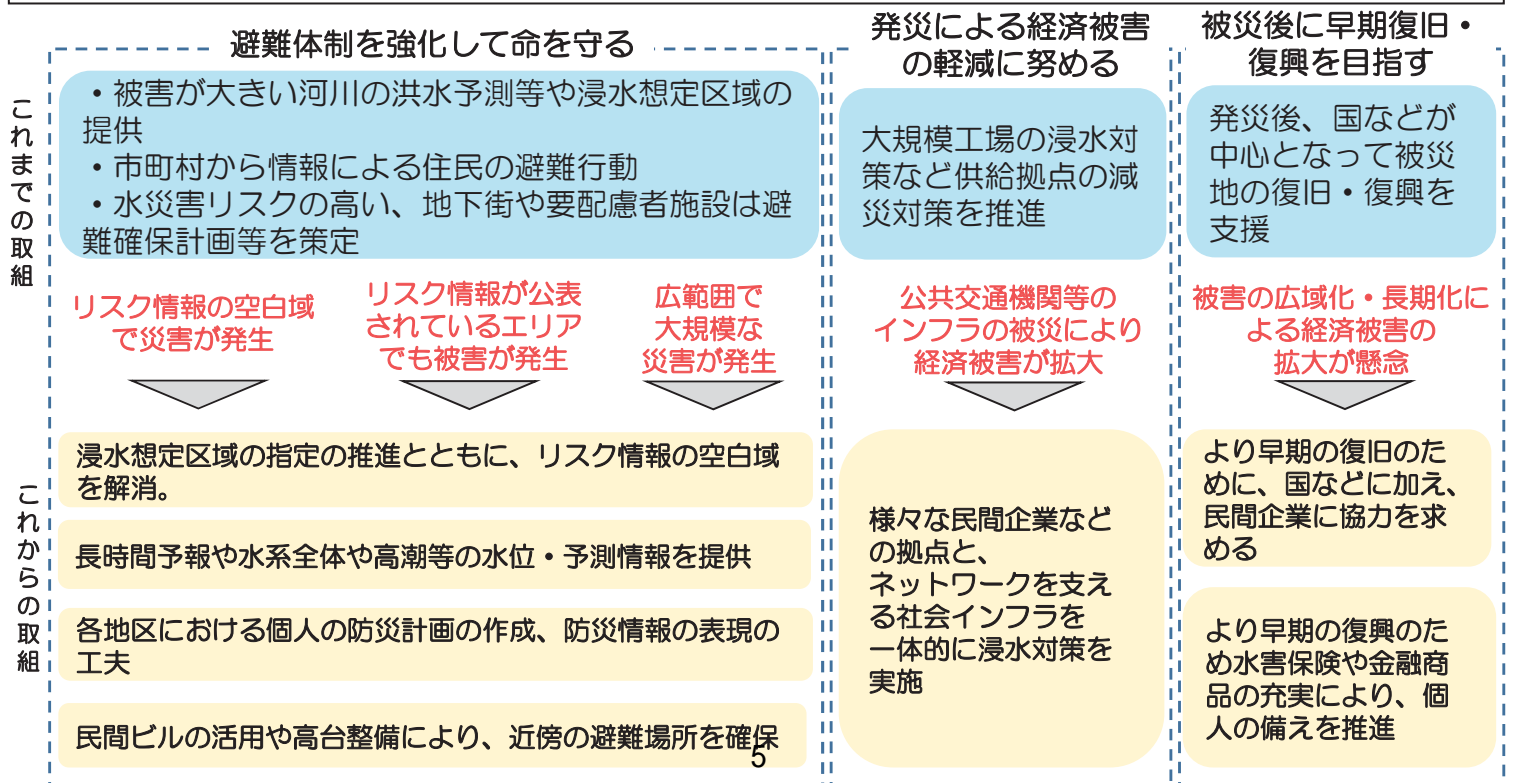 避難体制を強化して命を守る
・被害が大きい河川の洪水予測等や浸水想定区域の
提供
・市町村から情報による住民の避難行動
・水災害リスクの高い、地下街や要配慮者施設は避
難確保計画等を策定
リスク情報の空白域
で災害が発生
リスク情報が公表
されているエリア
でも被害が発生
広範囲で
大規模な
災害が発生
浸水想定区域の指定の推進とともに、リスク情報の空白域
を解消。
長時間予報や水系全体や高潮等の水位・予測情報を提供
各地区における個人の防災計画の作成、防災情報の表現の
工夫
民間ビルの活用や高台整備により、近傍の避難場所を確保
発災による経済被害
の軽減に努める
大規模工場の浸水対
策など供給拠点の減
災対策を推進
公共交通機関等の
インフラの被災により
経済被害が拡大
様々な民間企業など
の拠点と、
ネットワークを支え
る社会インフラを
一体的に浸水対策を
実施
被災後に早期復旧・
復興を目指す
発災後、国などが
中心となって被災
地の復旧・復興を
支援
被害の広域化・長期化に
よる経済被害の
拡大が懸念
より早期の復旧のた
めに、国などに加え、
民間企業に協力を求
める
より早期の復興のた
め水害保険や金融商
品の充実により、個
人の備えを推進
これまでの取組
これからの取組
5